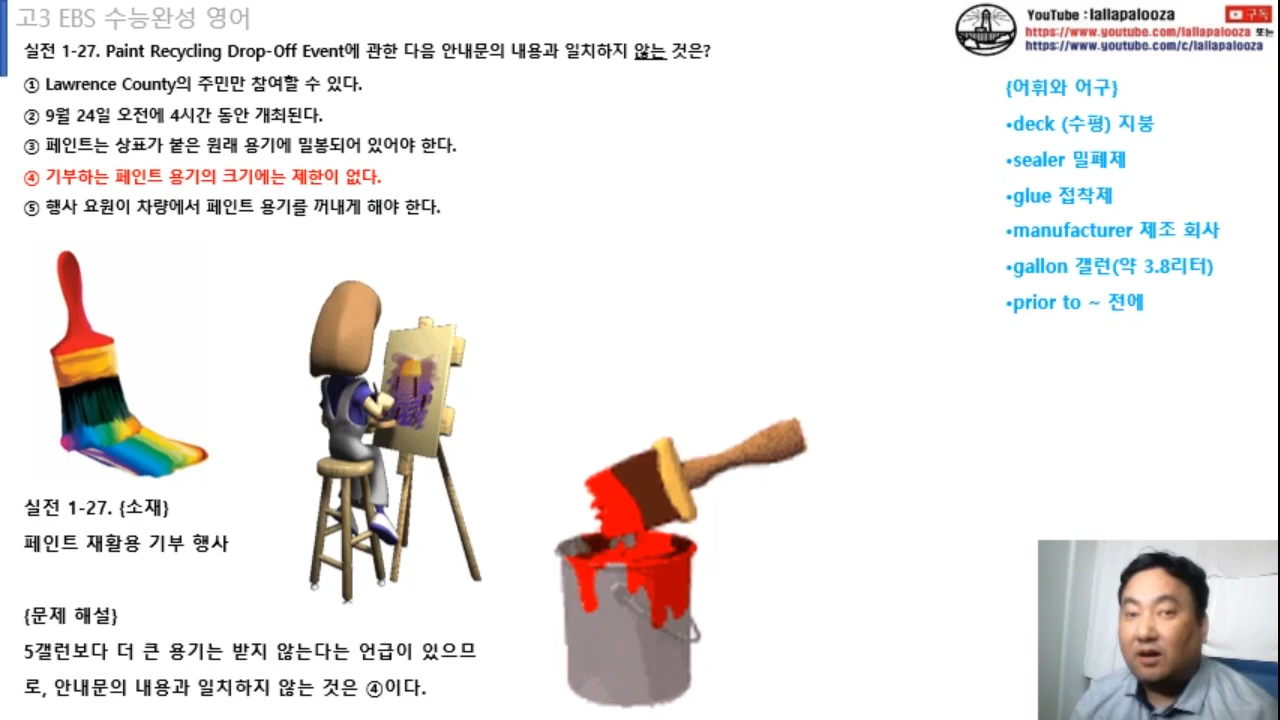 고3 EBS 수능완성 영어
YouTube : lallapalooza
구독
https://www.youtube.com/lallapalooza 또는
https://www.youtube.com/c/lallapalooza
실전 1-27. Paint Recycling Drop-Off Event에 관한 다음 안내문의 내용과 일치하지 않는 것은?
① Lawrence County의 주민만 참여할 수 있다.
② 9월 24일 오전에 4시간 동안 개최된다.
③ 페인트는 상표가 붙은 원래 용기에 밀봉되어 있어야 한다.
④ 기부하는 페인트 용기의 크기에는 제한이 없다.
⑤ 행사 요원이 차량에서 페인트 용기를 꺼내게 해야 한다.
{어휘와 어구}
•deck (수평) 지붕
•sealer 밀폐제
•glue 접착제
•manufacturer 제조 회사
•gallon 갤런(약 3.8리터)
•prior to ~ 전에
실전 1-27. {소재}
페인트 재활용 기부 행사
{문제 해설}
5갤런보다 더 큰 용기는 받지 않는다는 언급이 있으므
로, 안내문의 내용과 일치하지 않는 것은 ④이다.